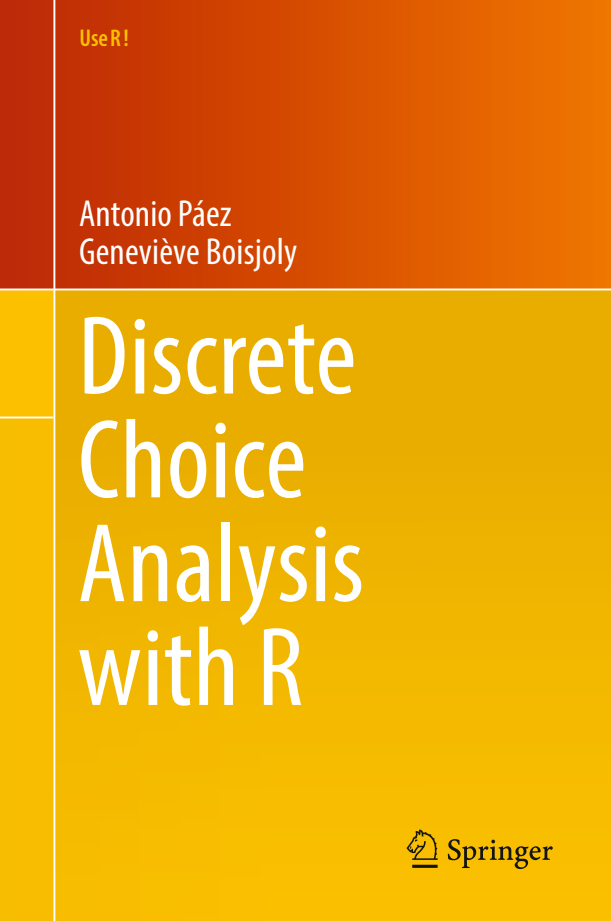 Use R!
Antonio Páez
Geneviève Boisjoly
Discrete
Choice
Analysis
with R
Springer